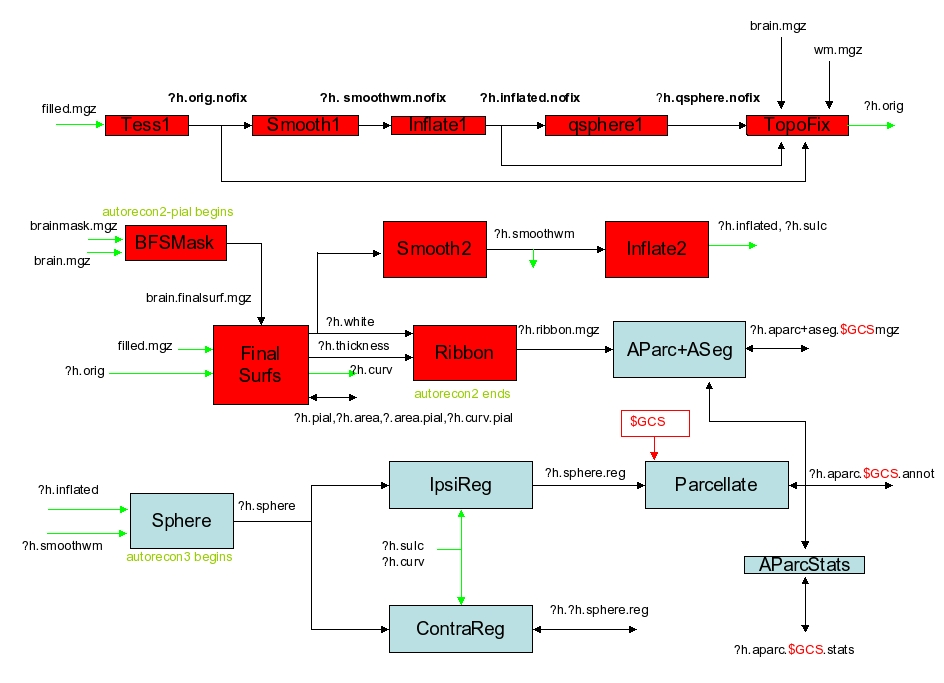 brain.mgz
wm.mgz
?h.orig.nofix
?h. smoothwm.nofix
?h.inflated.nofix
?h.qsphere.nofix
?h.orig
filled.mgz
Tess1
Smooth1
Inflate1
qsphere1
TopoFix
autorecon2-pial begins
brainmask.mgz
brain.mgz
BFSMask
Smooth2
?h.smoothwm
Inflate2
?h.inflated, ?h.sulc
brain.finalsurf.mgz
filled.mgz
?h.orig
Final
Surfs
?h.white
?h.thickness
?h.curv
Ribbon
autorecon2 ends
?h.ribbon.mgz
AParc+ASeg
?h.aparc+aseg.$GCSmgz
?h.pial,?h.area,?.area.pial,?h.curv.pial
$GCS
?h.inflated
?h.smoothwm
Sphere
autorecon3 begins
?h.sphere
IpsiReg
?h.sphere.reg
Parcellate
?h.aparc.$GCS.annot
?h.sulc
?h.curv
AParcStats
ContraReg
?h.?h.sphere.reg
?h.aparc.$GCS.stats